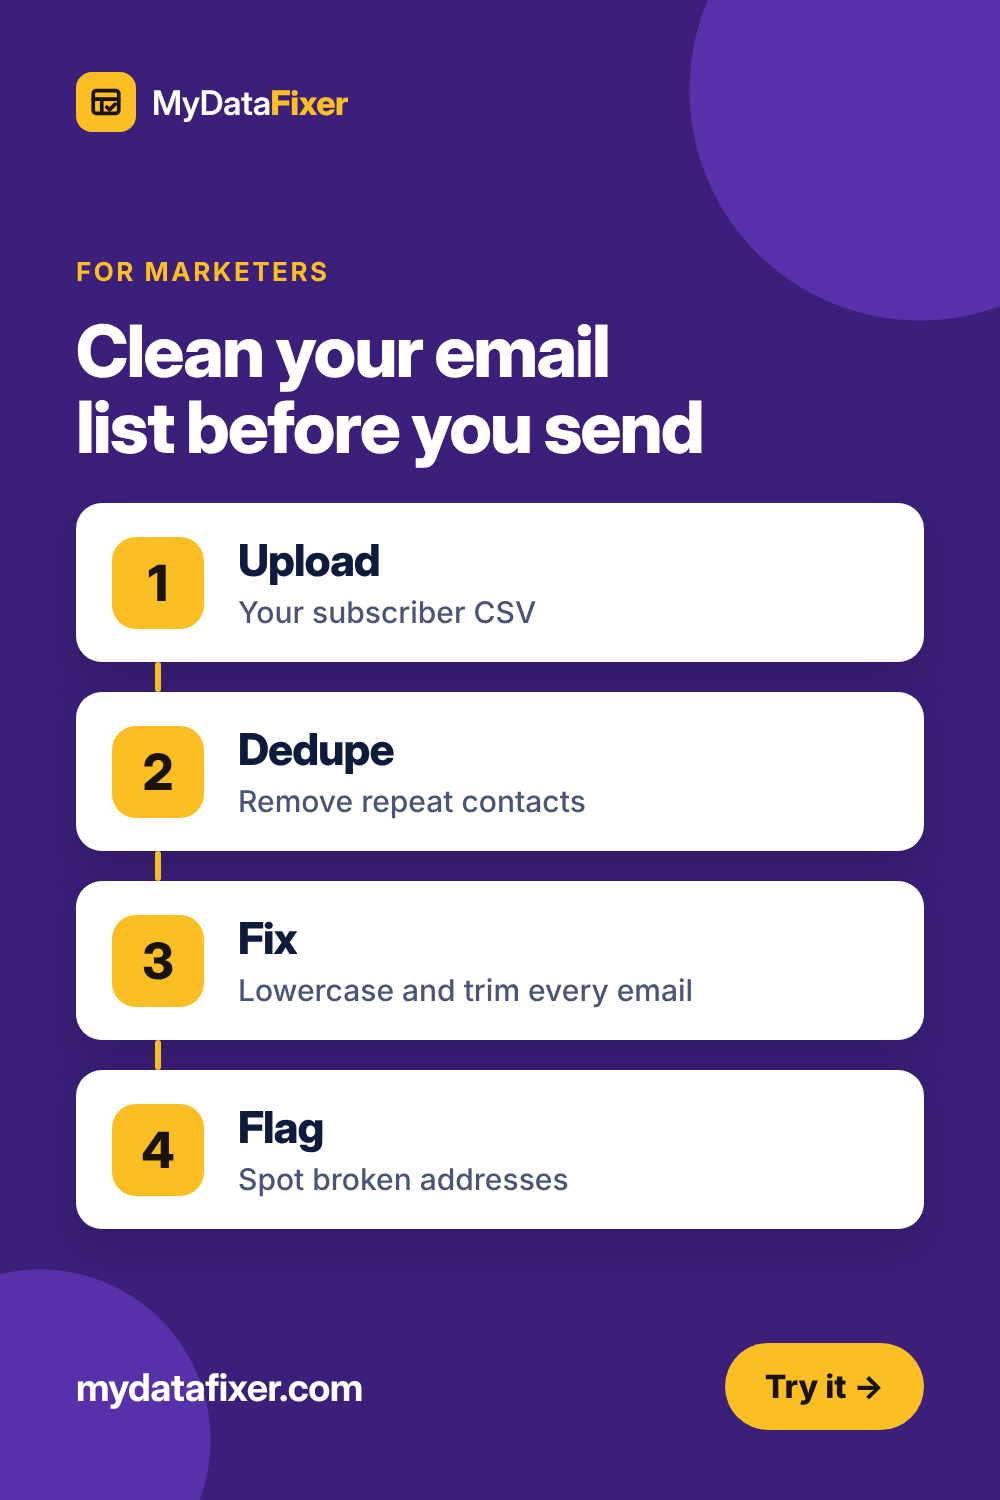 MyDataFixer
FOR MARKETERS
Clean your email
list before you send
1
Upload
Your subscriber CSV
2
Dedupe
Remove repeat contacts
3
Fix
Lowercase and trim every email
4
Flag
Spot broken addresses
mydatafixer.com
Try it →